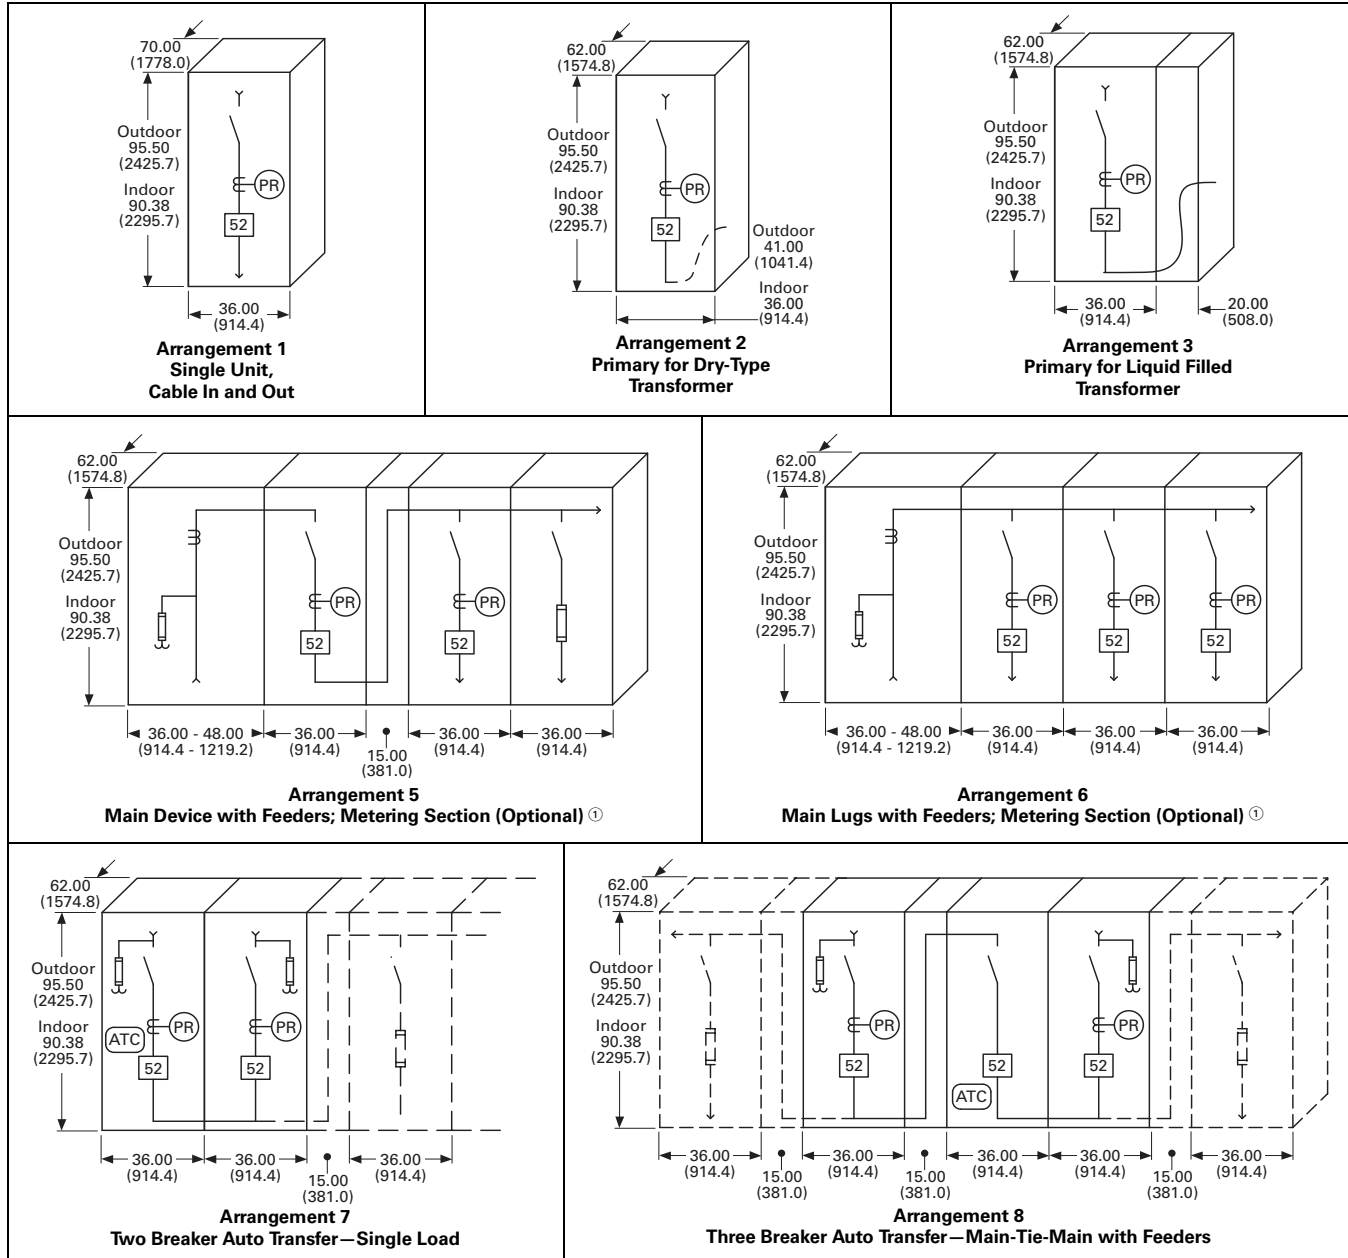 70.00
(1778.0)
Outdoor
95.50
(2425.7)
Indoor
90.38
(2295.7)
PR
52
36.00
(914.4)
Arrangement 1
Single Unit,
Cable In and Out
62.00
(1574.8)
Outdoor
95.50
(2425.7)
Indoor
90.38
(2295.7)
PR
52
Outdoor
41.00
(1041.4)
Indoor
36.00
(914.4)
Arrangement 2
Primary for Dry-Type
Transformer
62.00
(1574.8)
Outdoor
95.50
(2425.7)
Indoor
90.38
(2295.7)
PR
52
36.00
(914.4)
20.00
(508.0)
Arrangement 3
Primary for Liquid Filled
Transformer
62.00
(1574.8)
Outdoor
95.50
(2425.7)
Indoor
90.38
(2295.7)
PR
52
PR
52
36.00 - 48.00
(914.4 - 1219.2)
36.00
(914.4)
15.00
(381.0)
36.00
(914.4)
36.00
(914.4)
Arrangement 5
Main Device with Feeders; Metering Section (Optional) ①
62.00
(1574.8)
Outdoor
95.50
(2425.7)
Indoor
90.38
(2295.7)
PR
52
PR
52
PR
52
36.00 - 48.00
(914.4 - 1219.2)
36.00
(914.4)
36.00
(914.4)
36.00
(914.4)
Arrangement 6
Main Lugs with Feeders; Metering Section (Optional) ①
62.00
(1574.8)
Outdoor
95.50
(2425.7)
Indoor
90.38
(2295.7)
ATC
PR
52
PR
52
36.00
(914.4)
36.00
(914.4)
15.00
(381.0)
36.00
(914.4)
Arrangement 7
Two Breaker Auto Transfer—Single Load
62.00
(1574.8)
Outdoor
95.50
(2425.7)
Indoor
90.38
(2295.7)
PR
52
52
ATC
PR
52
36.00
(914.4)
15.00
(381.0)
36.00
(914.4)
15.00
(381.0)
36.00
(914.4)
36.00
(914.4)
15.00
(381.0)
36.00
(914.4)
Arrangement 8
Three Breaker Auto Transfer—Main-Tie-Main with Feeders